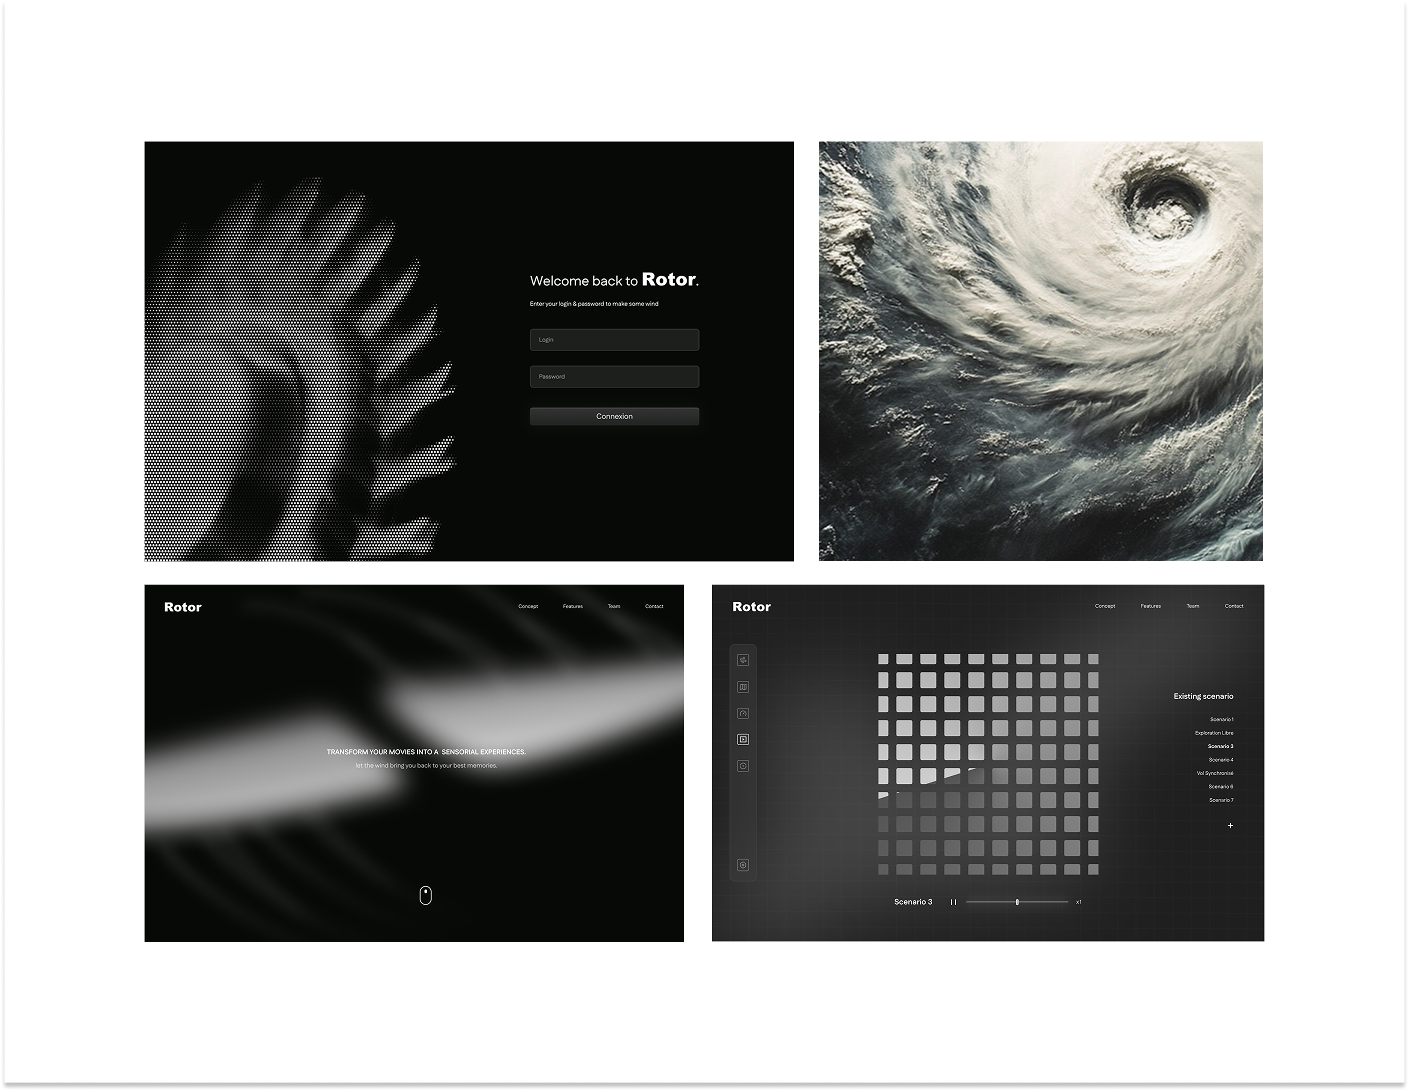 Welcome back to Rotor.
Enter your login & password to make some wind
Login
Password
Connexion
Rotor
Concept Features Team Contact
TRANSFORM YOUR MOVIES INTO A SENSORIAL EXPERIENCES.
let the wind bring you back to your best memories.
Rotor
Concept Features Team Contact
Existing scenario
Scenario 1
Exploration Libre
Scenario 3
Scenario 4
Vol Synchronisé
Scenario 6
Scenario 7
+
Scenario 3
x1